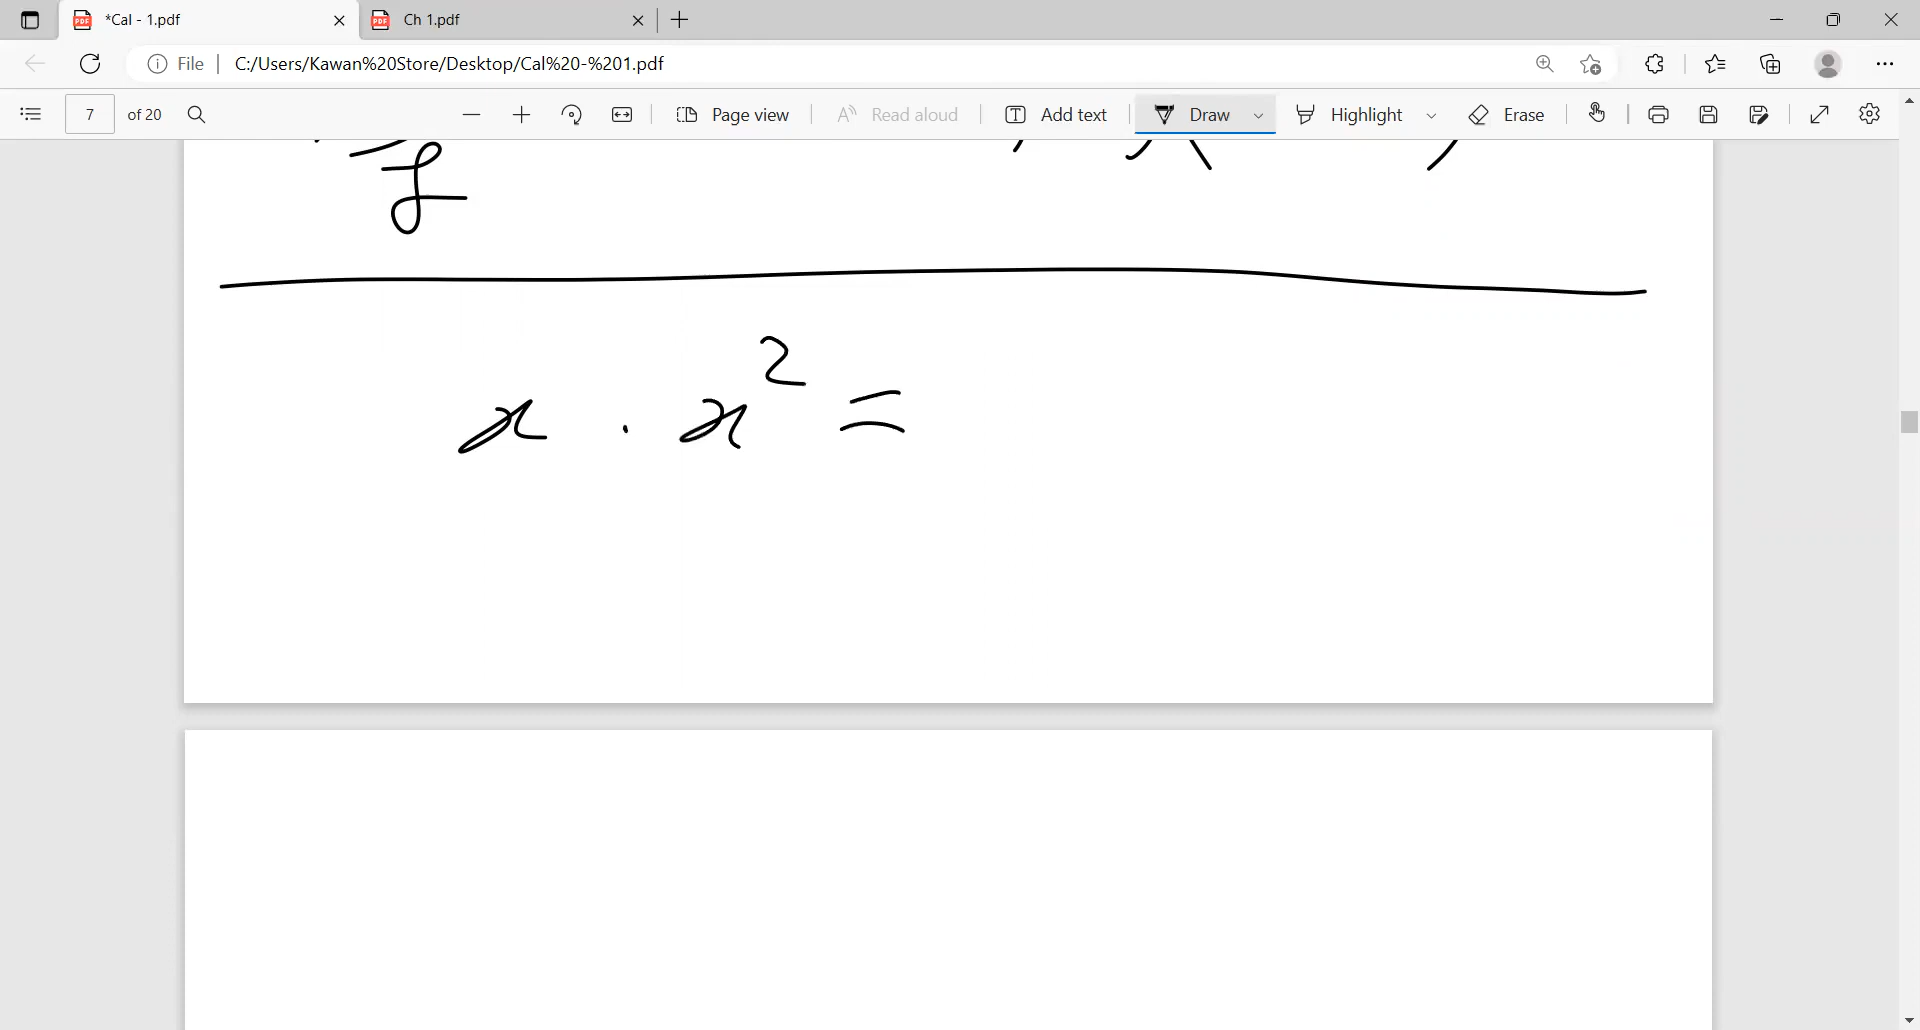 *Cal - 1.pdf
Ch 1.pdf
File
C:/Users/Kawan%20Store/Desktop/Cal%20-%201.pdf
7 of 20
Page view
Read aloud
Add text
Draw
Highlight
Erase
x . x² =